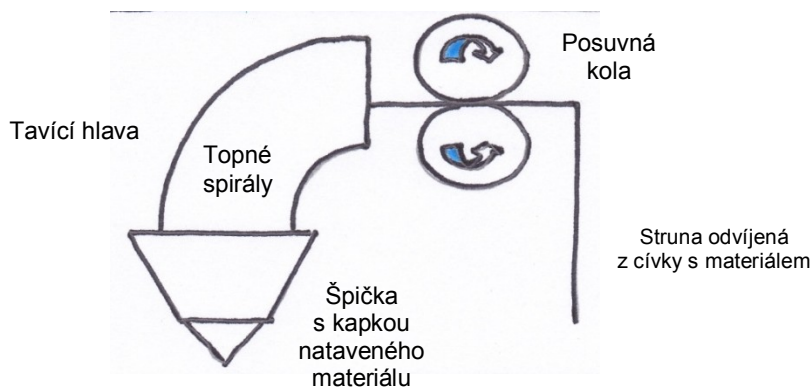 Posuvná
kola
Tavící hlava
Topné
spirály
Struna odvíjená
z cívky s materiálem
Špička
s kapkou
nataveného
materiálu